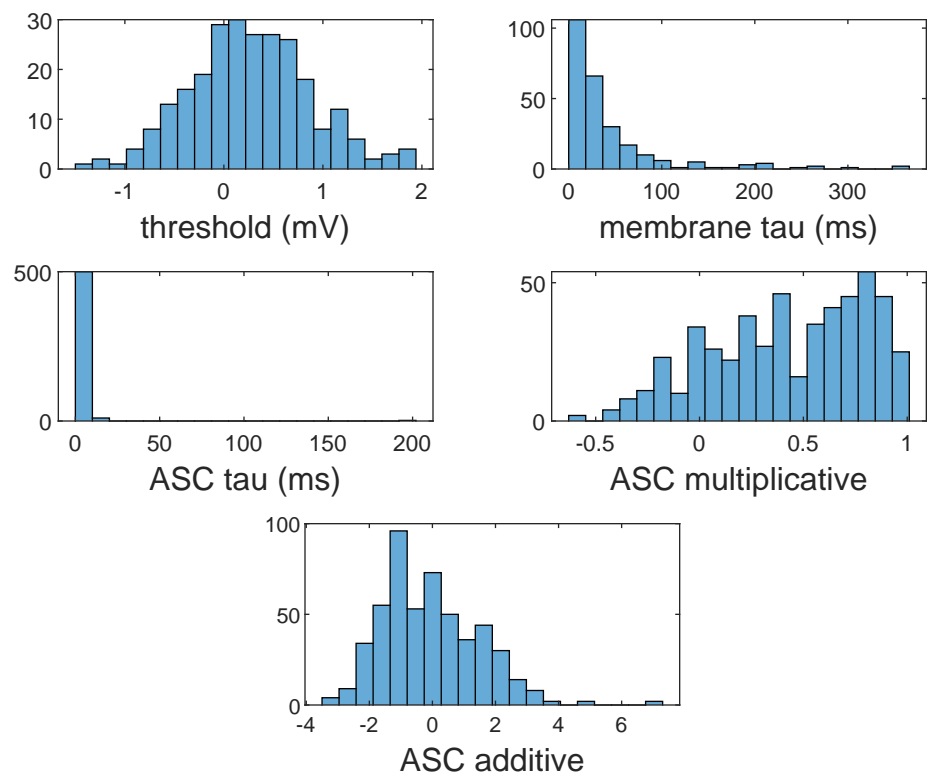 30
20
10
0
-1 0 1 2
threshold (mV)
100
50
0
0 100 200 300
membrane tau (ms)
500
0
0 50 100 150 200
ASC tau (ms)
50
0
-0.5 0 0.5 1
ASC multiplicative
100
50
0
-4 -2 0 2 4 6
ASC additive